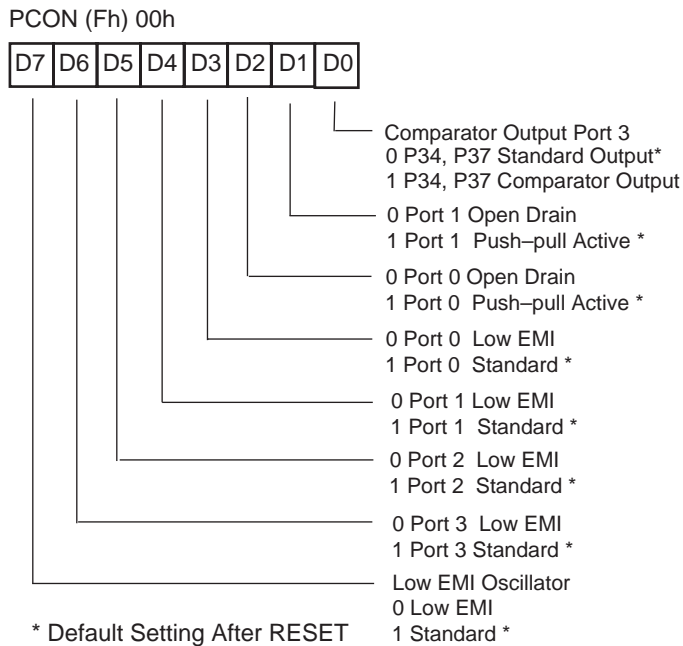 PCON (Fh) 00h
D7 D6 D5 D4 D3 D2 D1 D0
Comparator Output Port 3
0 P34, P37 Standard Output*
1 P34, P37 Comparator Output
0 Port 1 Open Drain
1 Port 1 Push–pull Active *
0 Port 0 Open Drain
1 Port 0 Push–pull Active *
0 Port 0 Low EMI
1 Port 0 Standard *
0 Port 1 Low EMI
1 Port 1 Standard *
0 Port 2 Low EMI
1 Port 2 Standard *
0 Port 3 Low EMI
1 Port 3 Standard *
Low EMI Oscillator
0 Low EMI
1 Standard *
* Default Setting After RESET